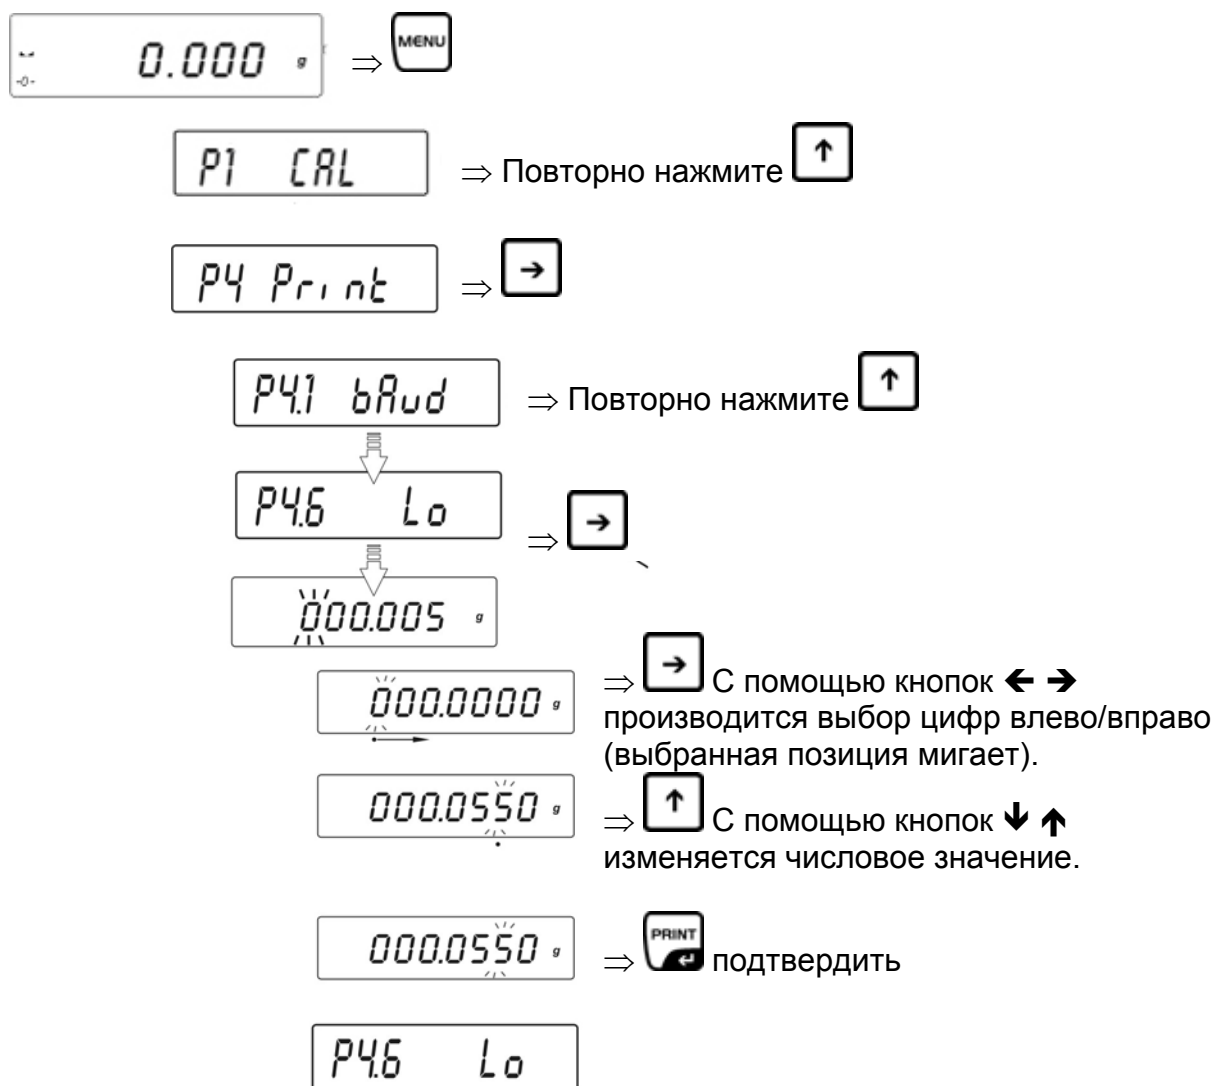 0.000 g ⇒ MENU
-0-
P1 CAL ⇒ Повторно нажмите ↑
P4 Print ⇒ →
P4.1 bAud ⇒ Повторно нажмите ↑
P4.6 Lo ⇒ →
000.005 g
000.0000 g ⇒ → С помощью кнопок ← →
производится выбор цифр влево/вправо
(выбранная позиция мигает).
000.0550 g ⇒ ↑ С помощью кнопок ↓ ↑
изменяется числовое значение.
000.0550 g ⇒ PRINT подтвердить
P4.6 Lo